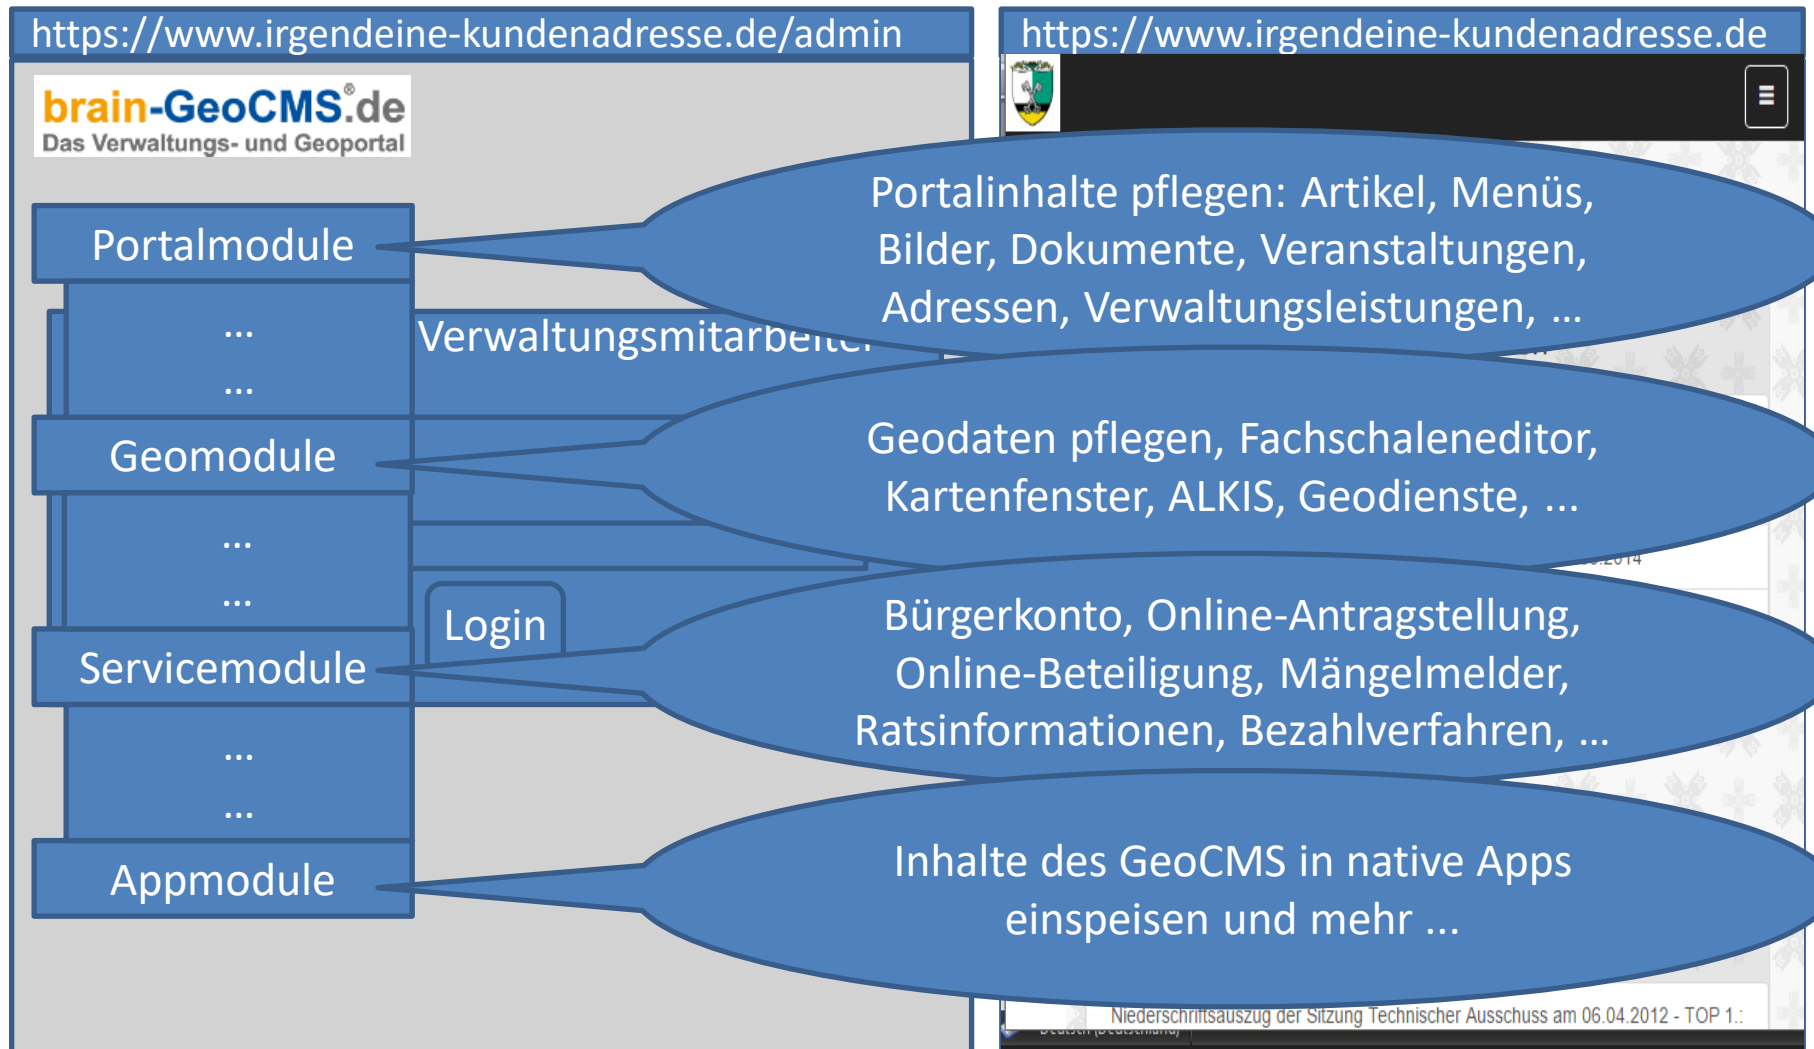 https://www.irgendeine-kundenadresse.de/admin
https://www.irgendeine-kundenadresse.de
brain-GeoCMS®.de
Das Verwaltungs- und Geoportal
Portalmodule
...
...
Geomodule
...
...
Servicemodule
...
...
Appmodule
Verwaltungsmitarbeiter
Login
Portalinhalte pflegen: Artikel, Menüs,
Bilder, Dokumente, Veranstaltungen,
Adressen, Verwaltungsleistungen, ...
Geodaten pflegen, Fachschaleneditor,
Kartenfenster, ALKIS, Geodienste, ...
.2014
Bürgerkonto, Online-Antragstellung,
Online-Beteiligung, Mängelmelder,
Ratsinformationen, Bezahlverfahren, ...
Inhalte des GeoCMS in native Apps
einspeisen und mehr ...
Niederschriftsauszug der Sitzung Technischer Ausschuss am 06.04.2012 - TOP 1.:
Deutsch (Deutschland)